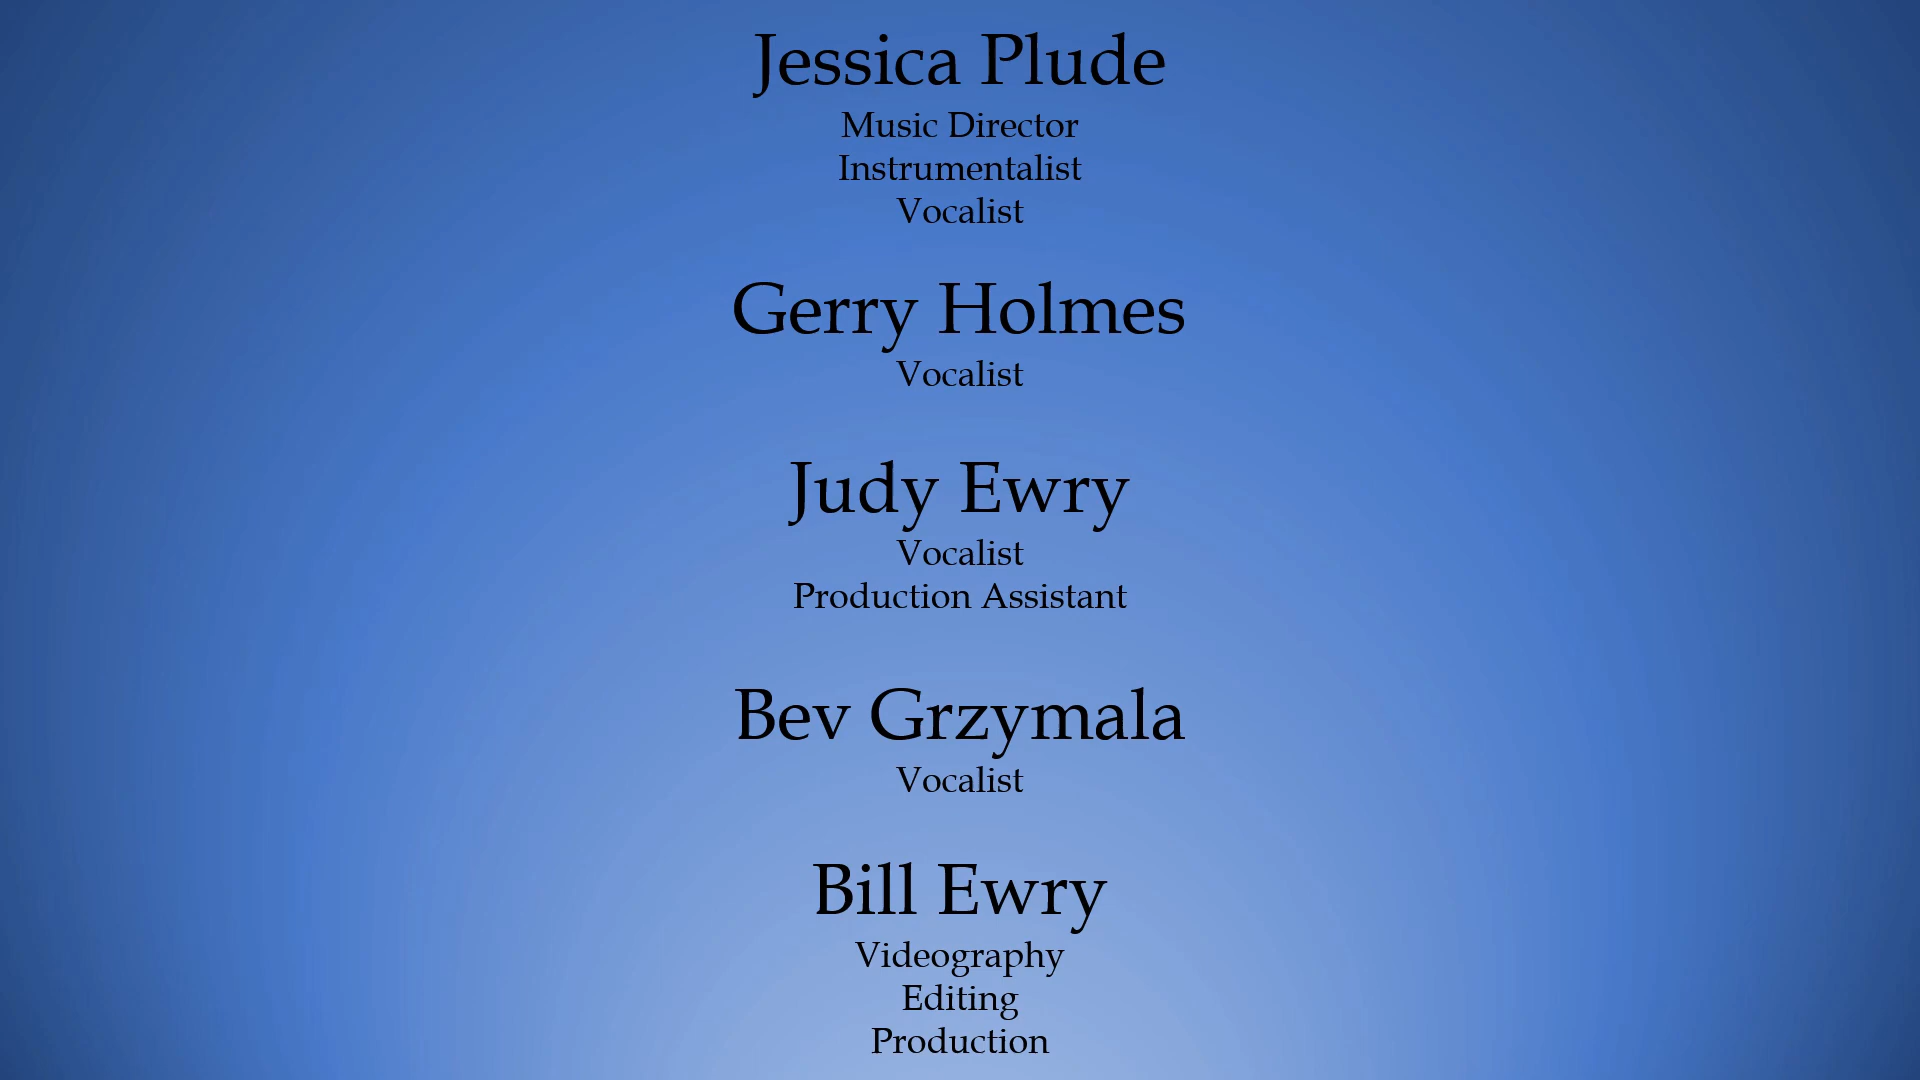 Jessica Plude
Music Director
Instrumentalist
Vocalist
Gerry Holmes
Vocalist
Judy Ewry
Vocalist
Production Assistant
Bev Grzymala
Vocalist
Bill Ewry
Videography
Editing
Production